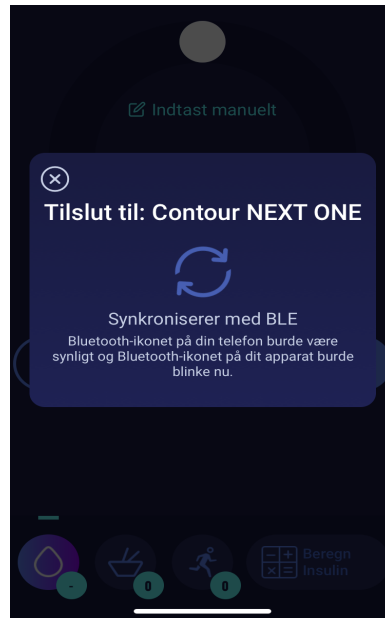 Indtast manuelt
Tilslut til: Contour NEXT ONE
Synkroniserer med BLE
Bluetooth-ikonet på din telefon burde være
synligt og Bluetooth-ikonet på dit apparat burde
blinke nu.
-
0
0
Beregn
Insulin